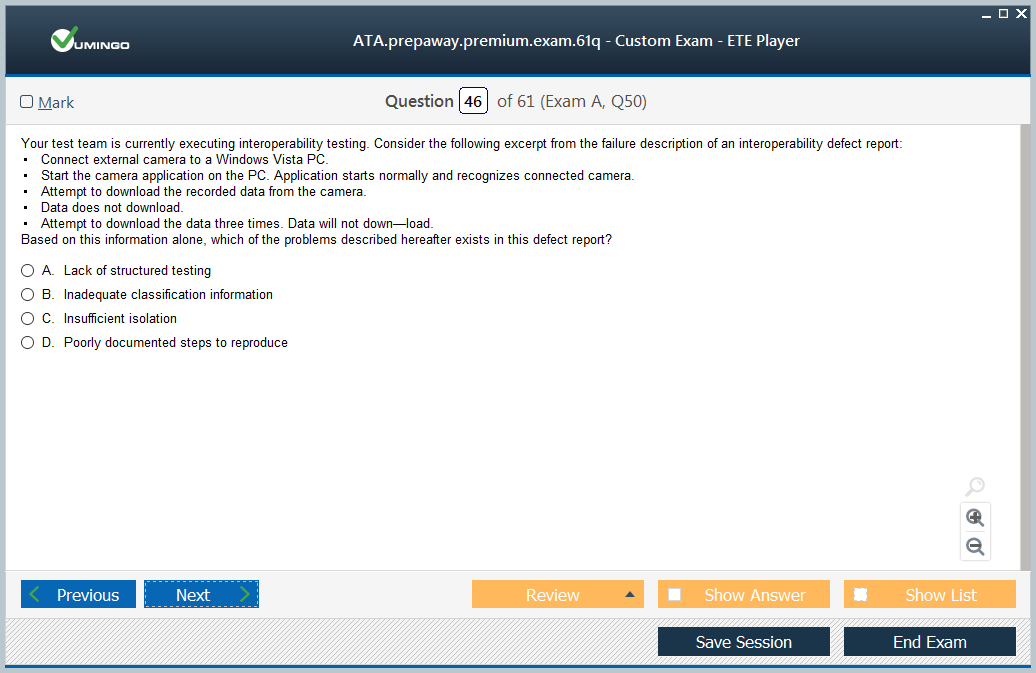 VUMINGO
ATA.prepaway.premium.exam.61q - Custom Exam - ETE Player
Mark
Question 46 of 61 (Exam A, Q50)
Your test team is currently executing interoperability testing. Consider the following excerpt from the failure description of an interoperability defect report:
• Connect external camera to a Windows Vista PC.
• Start the camera application on the PC. Application starts normally and recognizes connected camera.
• Attempt to download the recorded data from the camera.
• Data does not download.
• Attempt to download the data three times. Data will not down—load.
Based on this information alone, which of the problems described hereafter exists in this defect report?
A. Lack of structured testing
B. Inadequate classification information
C. Insufficient isolation
D. Poorly documented steps to reproduce
Previous
Next
Review
Show Answer
Show List
Save Session
End Exam